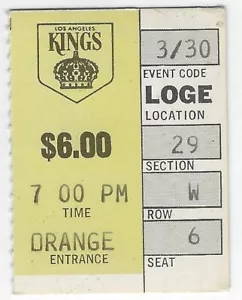 LOS ANGELES
KINGS
$6.00
7 00 PM
TIME
ORANGE
ENTRANCE
3/30
EVENT CODE
LOGE
LOCATION
29
SECTION
W
ROW
6
SEAT